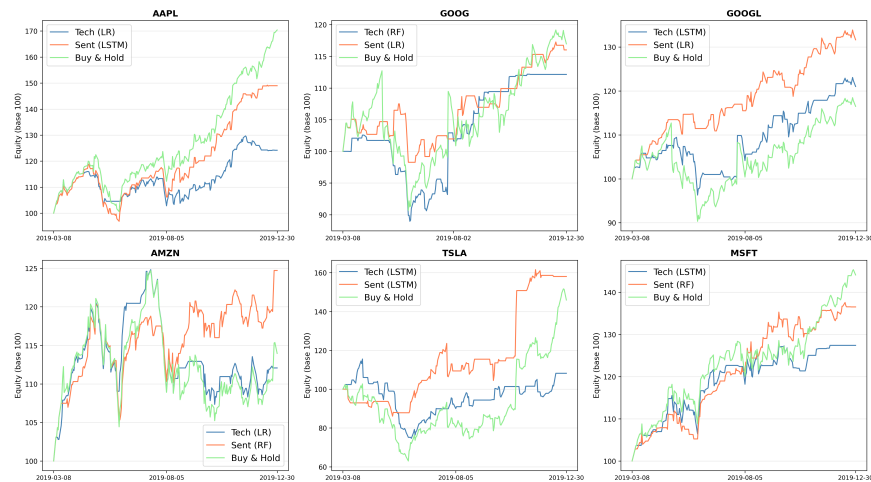 AAPL
Equity (base 100)
170
160
150
140
130
120
110
100
Tech (LR)
Sent (LSTM)
Buy & Hold
2019-03-08
2019-08-05
2019-12-30
GOOG
Equity (base 100)
120
115
110
105
100
95
90
Tech (RF)
Sent (LR)
Buy & Hold
2019-03-08
2019-08-02
2019-12-30
GOOGL
Equity (base 100)
130
120
110
100
90
Tech (LSTM)
Sent (LR)
Buy & Hold
2019-03-08
2019-08-05
2019-12-30
AMZN
Equity (base 100)
125
120
115
110
105
100
Tech (LR)
Sent (RF)
Buy & Hold
2019-03-08
2019-08-05
2019-12-30
TSLA
Equity (base 100)
160
140
120
100
80
60
Tech (LSTM)
Sent (LSTM)
Buy & Hold
2019-03-08
2019-08-05
2019-12-30
MSFT
Equity (base 100)
140
130
120
110
100
Tech (LSTM)
Sent (RF)
Buy & Hold
2019-03-08
2019-08-05
2019-12-30